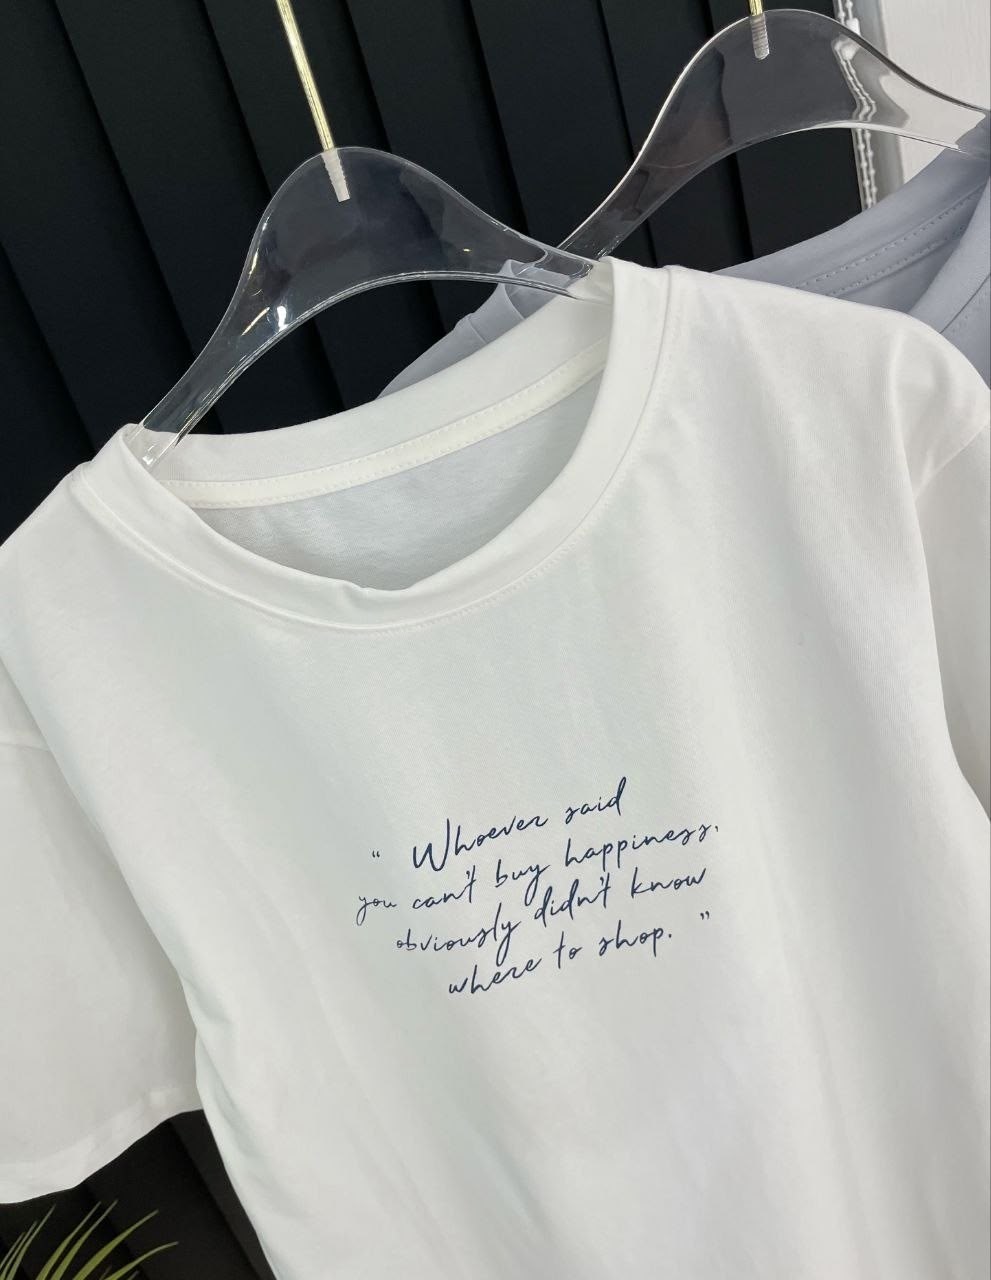 “ Whoever said
you can't buy happiness,
obviously didn't know
where to shop. ”